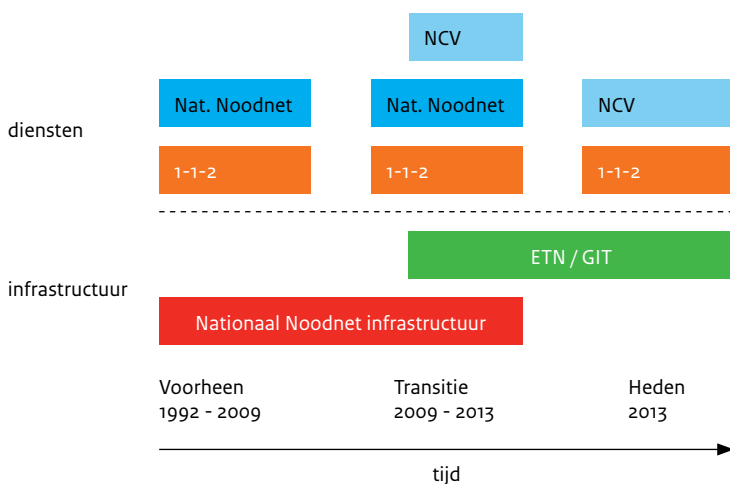 NCV
Nat. Noodnet
Nat. Noodnet
NCV
diensten
1-1-2
1-1-2
1-1-2
ETN / GIT
infrastructuur
Nationaal Noodnet infrastructuur
Voorheen
1992 - 2009
Transitie
2009 - 2013
Heden
2013
tijd